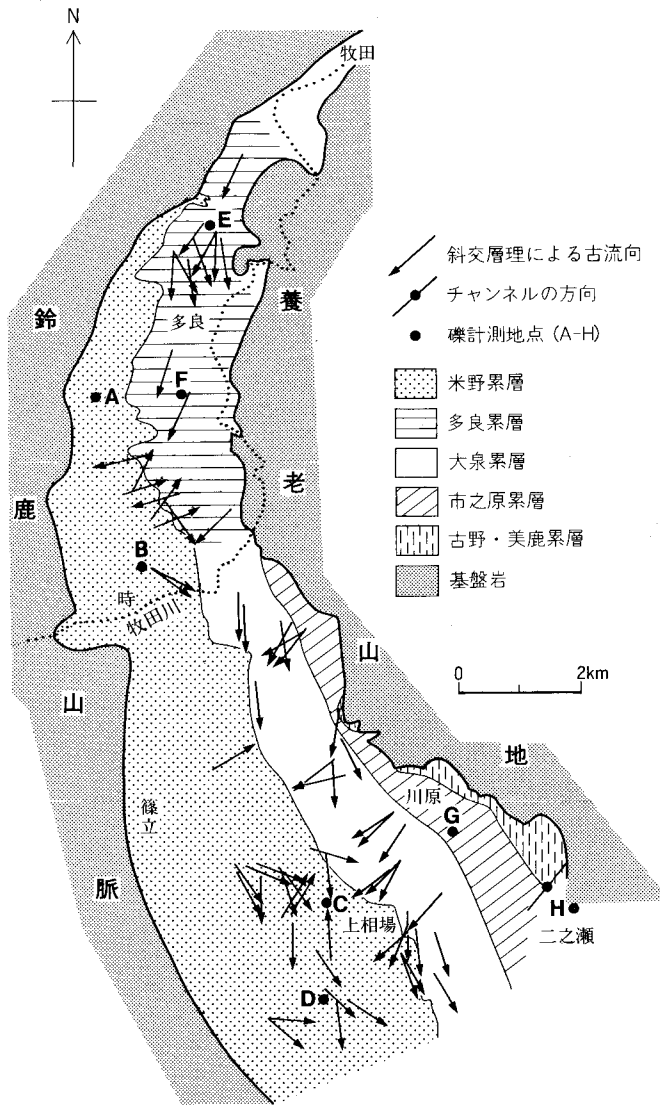 N
牧田
E
多良
鈴
養
A
F
鹿
老
B
時
牧田川
山
山
地
篠立
川原
G
脈
C
上相場
H
二之瀬
D
斜交層理による古流向
チャンネルの方向
礫計測地点 (A-H)
米野累層
多良累層
大泉累層
市之原累層
古野・美鹿累層
基盤岩
0 2km